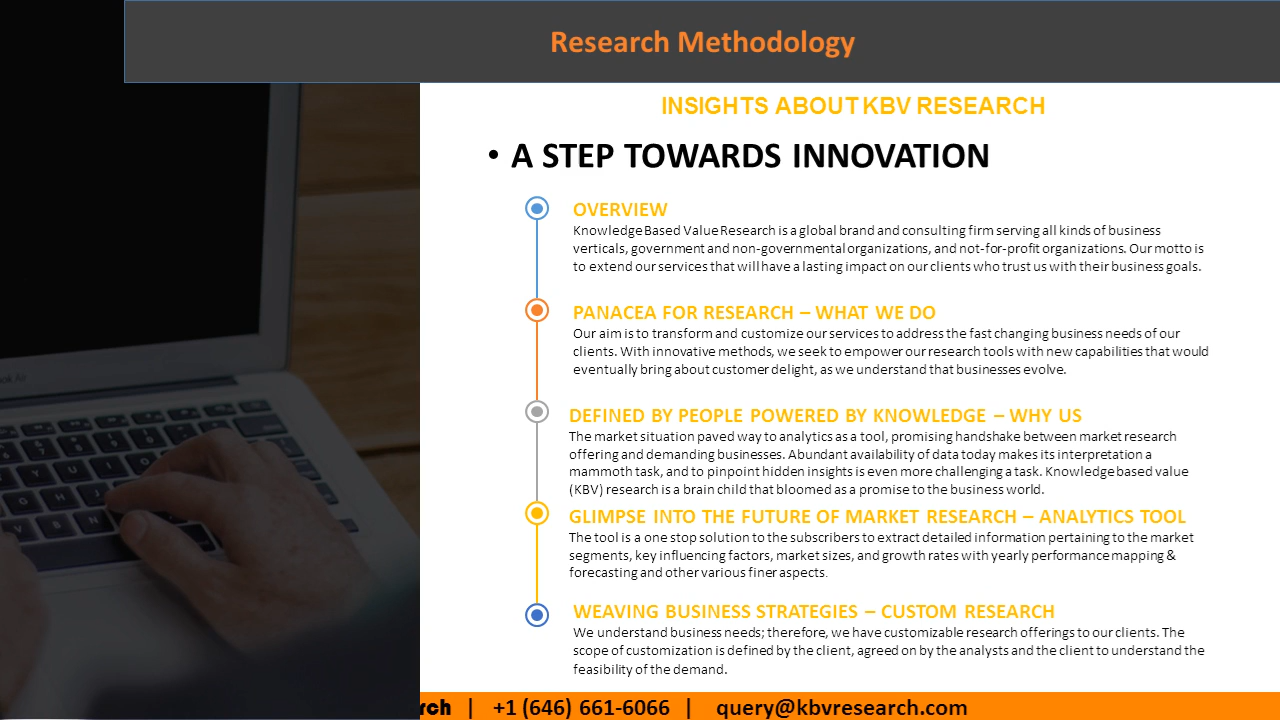 Research Methodology
INSIGHTS ABOUT KBV RESEARCH
• A STEP TOWARDS INNOVATION
OVERVIEW
Knowledge Based Value Research is a global brand and consulting firm serving all kinds of business
verticals, government and non-governmental organizations, and not-for-profit organizations. Our motto is
to extend our services that will have a lasting impact on our clients who trust us with their business goals.
PANACEA FOR RESEARCH – WHAT WE DO
Our aim is to transform and customize our services to address the fast changing business needs of our
clients. With innovative methods, we seek to empower our research tools with new capabilities that would
eventually bring about customer delight, as we understand that businesses evolve.
DEFINED BY PEOPLE POWERED BY KNOWLEDGE – WHY US
The market situation paved way to analytics as a tool, promising handshake between market research
offering and demanding businesses. Abundant availability of data today makes its interpretation a
mammoth task, and to pinpoint hidden insights is even more challenging a task. Knowledge based value
(KBV) research is a brain child that bloomed as a promise to the business world.
GLIMPSE INTO THE FUTURE OF MARKET RESEARCH – ANALYTICS TOOL
The tool is a one stop solution to the subscribers to extract detailed information pertaining to the market
segments, key influencing factors, market sizes, and growth rates with yearly performance mapping &
forecasting and other various finer aspects.
WEAVING BUSINESS STRATEGIES – CUSTOM RESEARCH
We understand business needs; therefore, we have customizable research offerings to our clients. The
scope of customization is defined by the client, agreed on by the analysts and the client to understand the
feasibility of the demand.
rch | +1 (646) 661-6066 | query@kbvresearch.com